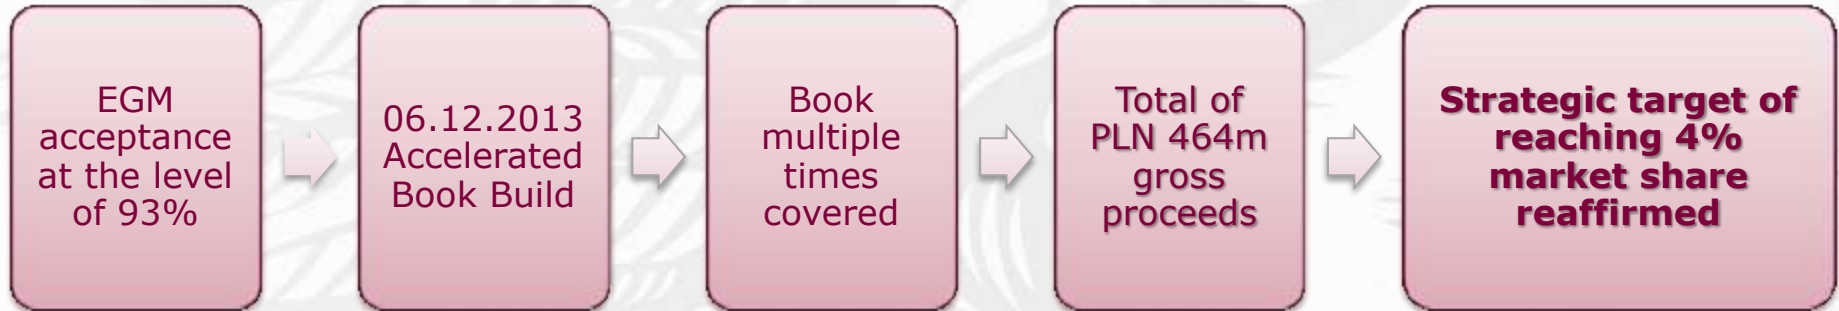 EGM
acceptance
at the level
of 93%
06.12.2013
Accelerated
Book Build
Book
multiple
times
covered
Total of
PLN 464m
gross
proceeds
Strategic target of
reaching 4%
market share
reaffirmed